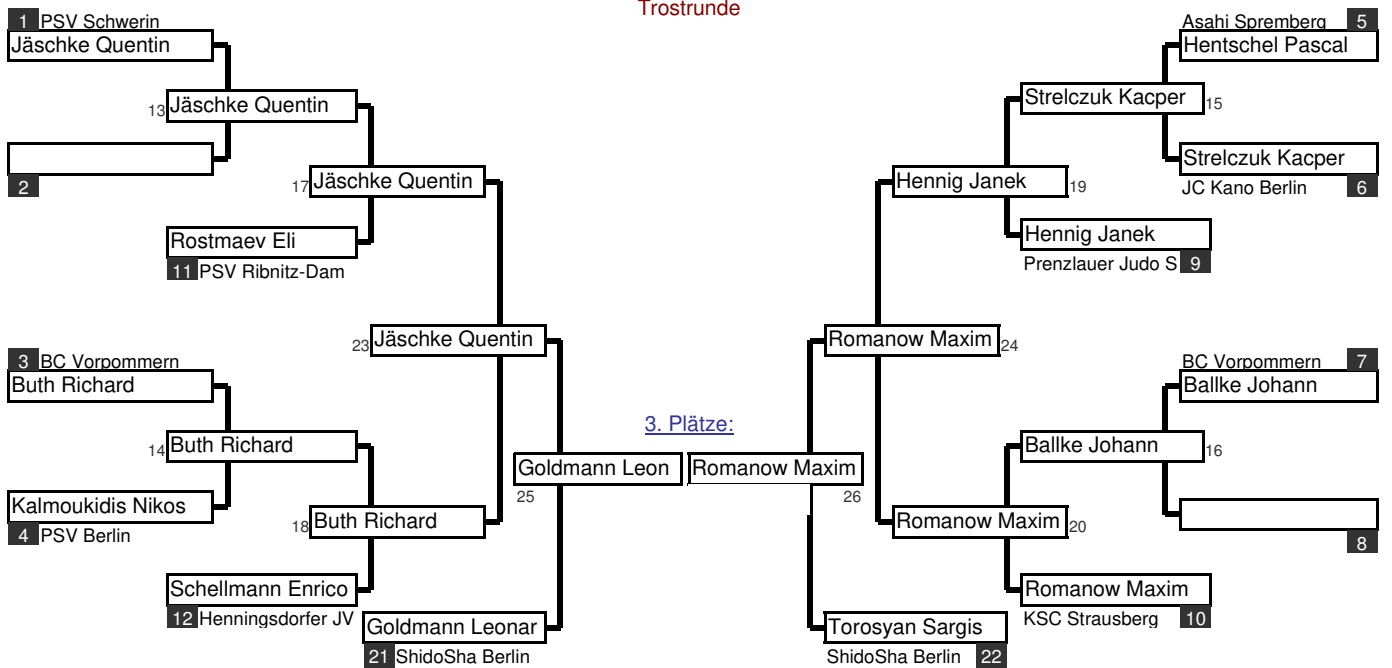 Trostrunde
1 PSV Schwerin
Jäschke Quentin
13 Jäschke Quentin
2
17 Jäschke Quentin
Rostmaev Eli
11 PSV Ribnitz-Dam
23 Jäschke Quentin
3 BC Vorpommern
Buth Richard
14 Buth Richard
Kalmoukidis Nikos
4 PSV Berlin
18 Buth Richard
Schellmann Enrico
12 Henningsdorfer JV
Goldmann Leonar
21 ShidoSha Berlin
3. Plätze:
Goldmann Leon
25
Romanow Maxim
26
Asahi Spremberg 5
Hentschel Pascal
Strelczuk Kacper 15
Strelczuk Kacper
JC Kano Berlin 6
Hennig Janek 19
Hennig Janek
Prenzlauer Judo S 9
Romanow Maxim 24
BC Vorpommern 7
Ballke Johann
Ballke Johann 16
8
Romanow Maxim 20
Romanow Maxim
KSC Strausberg 10
Torosyan Sargis
ShidoSha Berlin 22